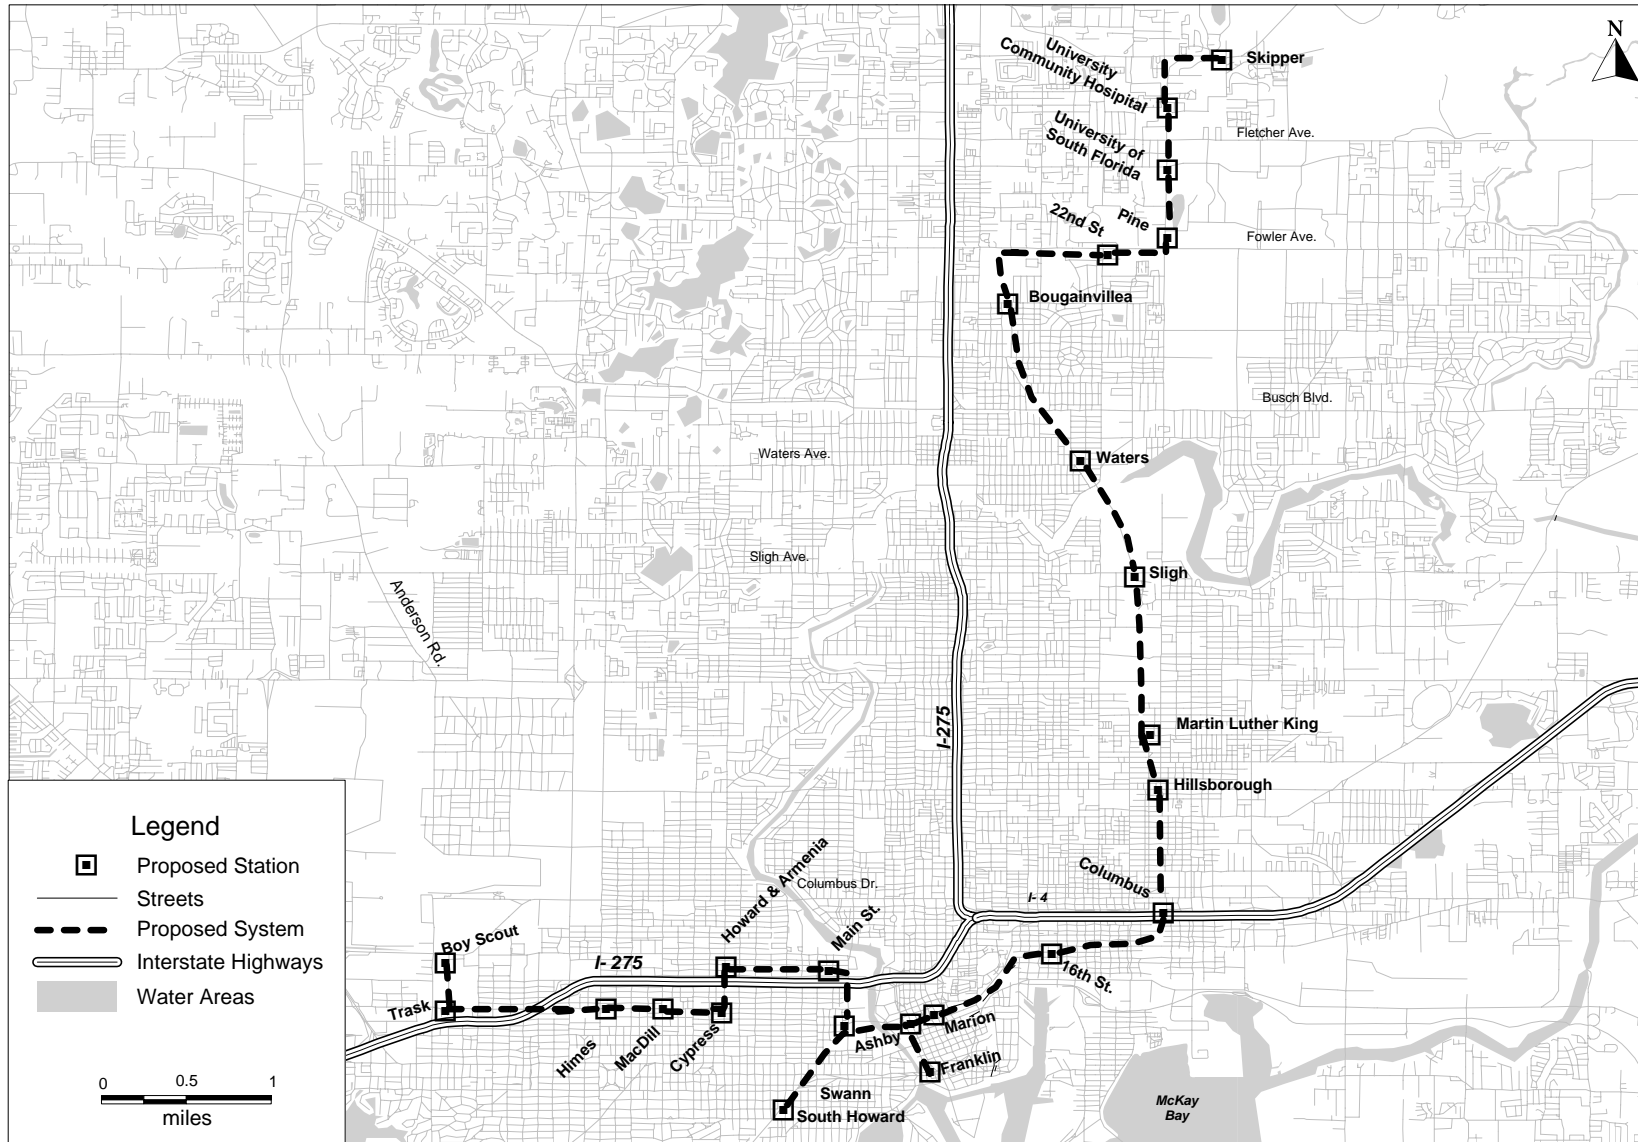 N
University
Community Hosipital
Skipper
Fletcher Ave.
University of
South Florida
22nd St
Pine
Fowler Ave.
Bougainvillea
Busch Blvd.
Waters Ave.
Waters
Sligh Ave.
Sligh
Anderson Rd.
I-275
Martin Luther King
Hillsborough
Legend
Proposed Station
Streets
Proposed System
Interstate Highways
Water Areas
0 0.5 1
miles
Howard & Armenia
Columbus Dr.
Main St.
Columbus
I- 4
Boy Scout
I- 275
16th St.
Trask
Himes
MacDill
Cypress
Ashby
Marion
Franklin
Swann
South Howard
McKay
Bay